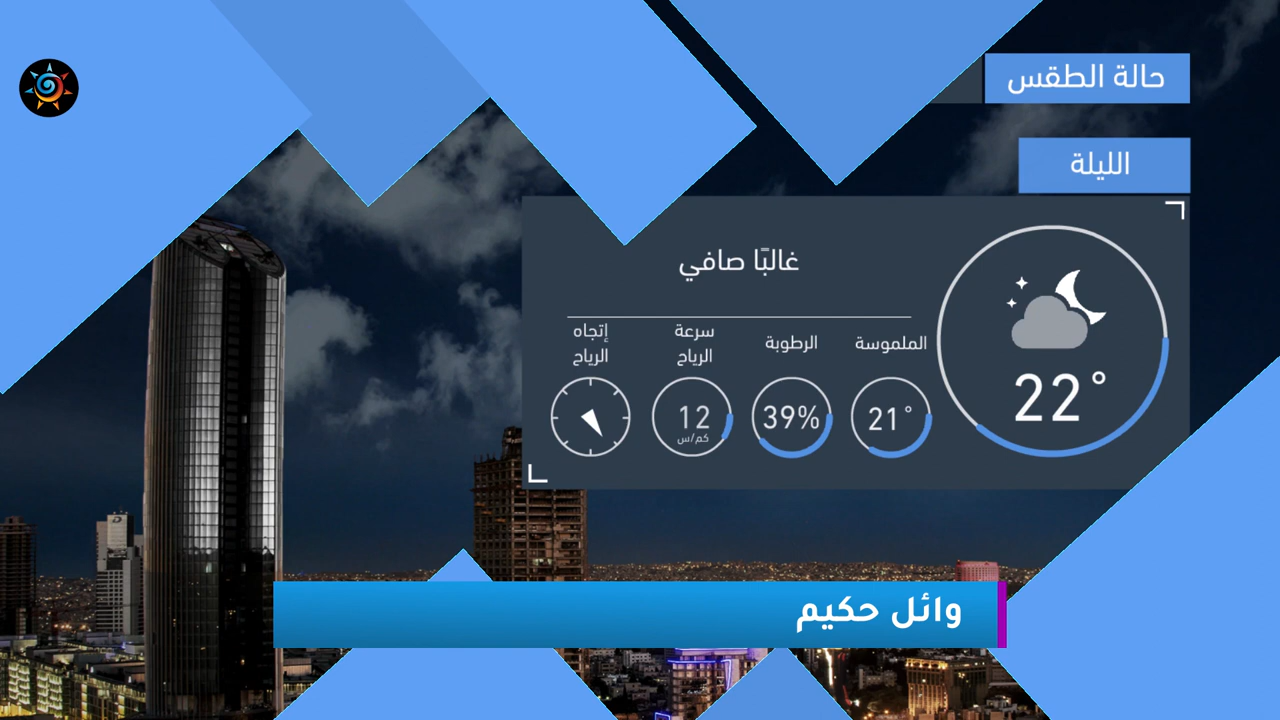 حالة الطقس
الليلة
غالبًا صافي
22°
الملموسة
21°
الرطوبة
39%
سرعة
الرياح
12
كم/س
إتجاه
الرياح
وائل حكيم